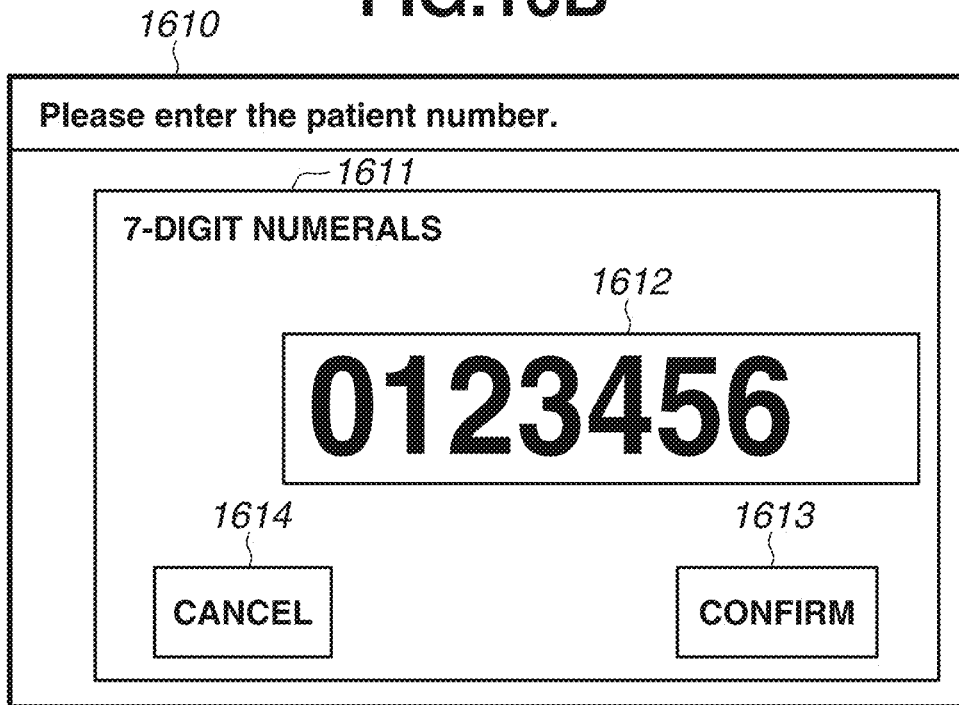 1610
Please enter the patient number.
1611
7-DIGIT NUMERALS
1612
0123456
1614 1613
CANCEL CONFIRM